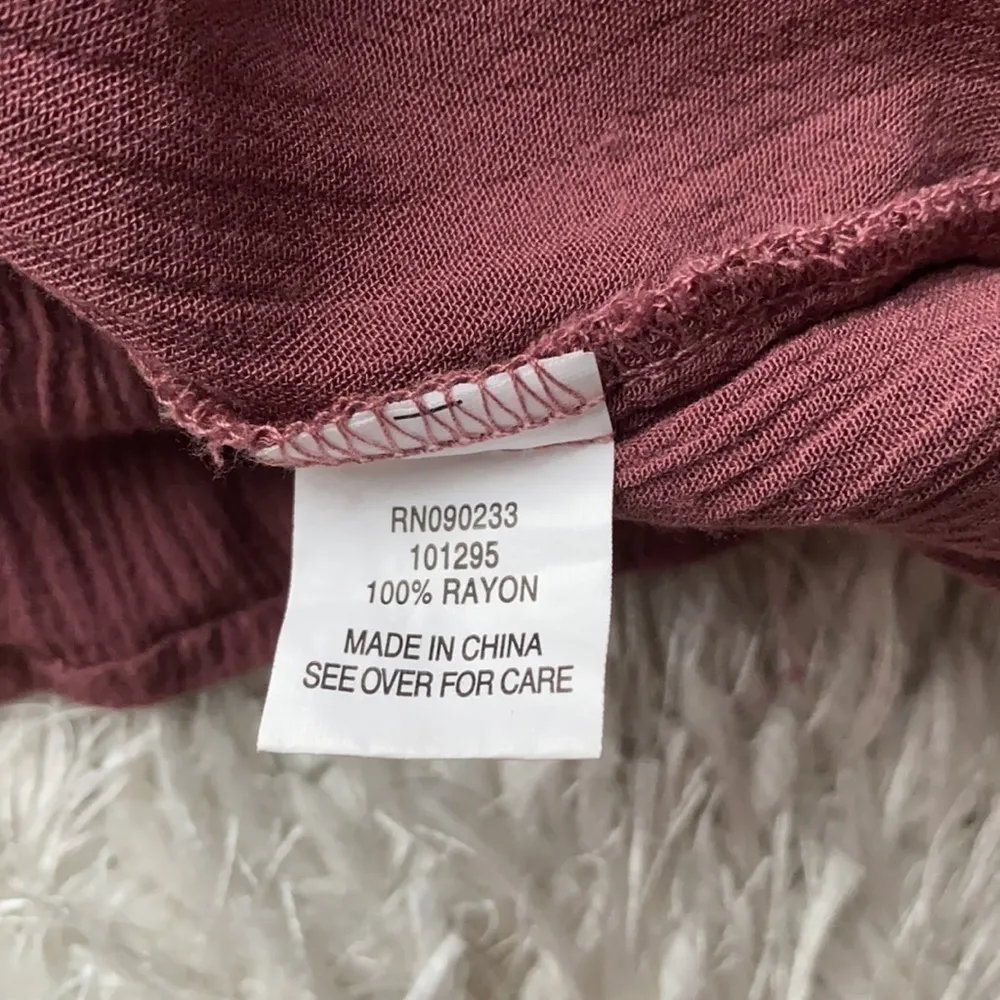 RN090233
101295
100% RAYON
MADE IN CHINA
SEE OVER FOR CARE